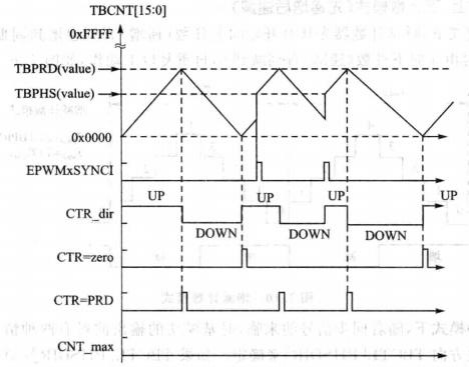 TBCNT[15:0]
0xFFFF
TBPRD(value)
TBPHS(value)
0x0000
EPWMxSYNCI
UP UP UP UP
CTR_dir
DOWN DOWN DOWN
CTR=zero
CTR=PRD
CNT_max